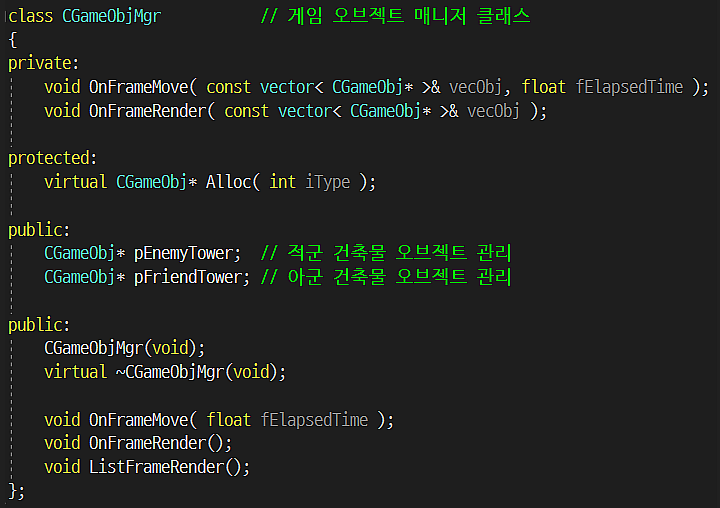 class CGameObjMgr // 게임 오브젝트 매니저 클래스
{
private:
void OnFrameMove( const vector< CGameObj* >& vecObj, float fElapsedTime );
void OnFrameRender( const vector< CGameObj* >& vecObj );
protected:
virtual CGameObj* Alloc( int iType );
public:
CGameObj* pEnemyTower; // 적군 건축물 오브젝트 관리
CGameObj* pFriendTower; // 아군 건축물 오브젝트 관리
public:
CGameObjMgr(void);
virtual ~CGameObjMgr(void);
void OnFrameMove( float fElapsedTime );
void OnFrameRender();
void ListFrameRender();
};